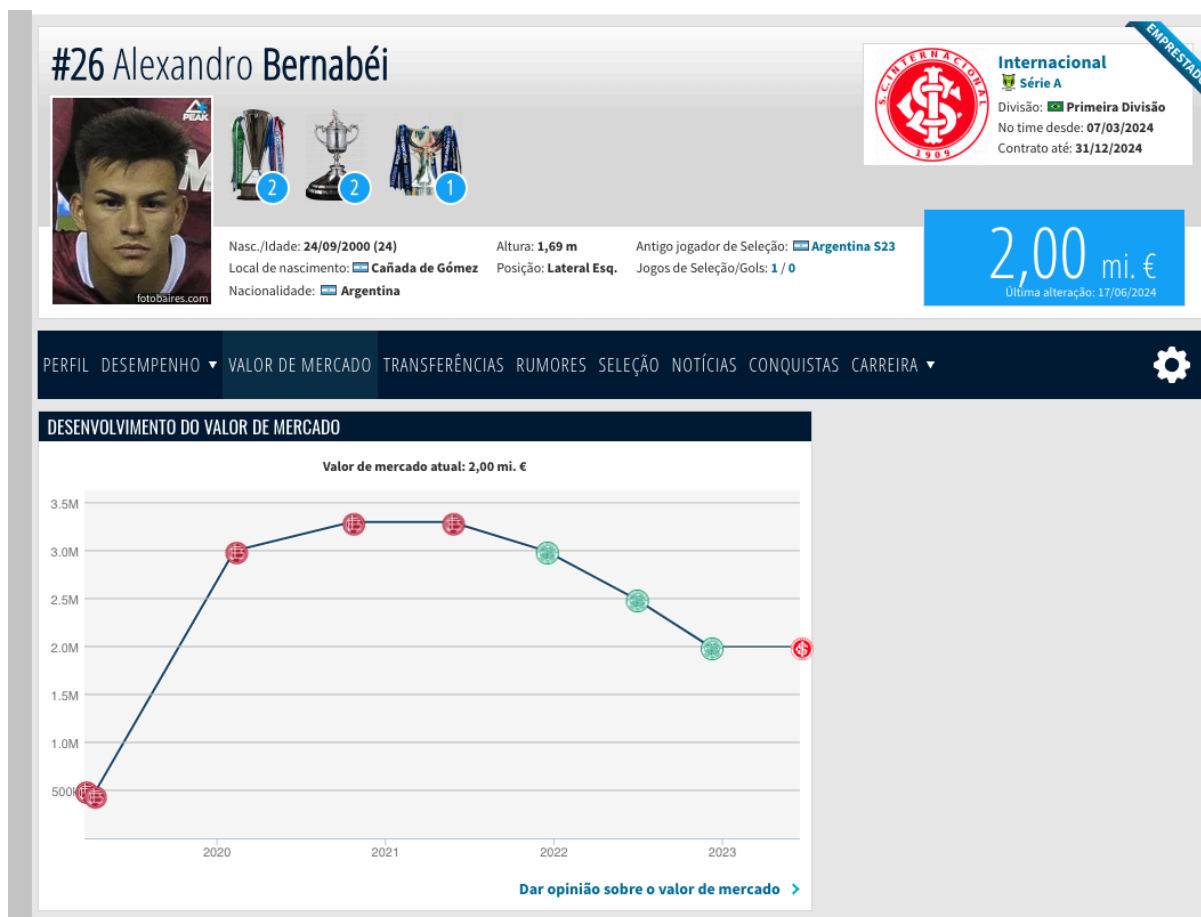 #26 Alexandro Bernabéi
EMPRESTADO
S.C. INTERNACIONAL
1909
Internacional
Série A
Divisão: Primeira Divisão
No time desde: 07/03/2024
Contrato até: 31/12/2024
PEAK
fotobaires.com
2
2
1
Nasc./Idade: 24/09/2000 (24)
Local de nascimento: Cañada de Gómez
Nacionalidade: Argentina
Altura: 1,69 m
Posição: Lateral Esq.
Antigo jogador de Seleção: Argentina S23
Jogos de Seleção/Gols: 1 / 0
2,00 mi. €
Última alteração: 17/06/2024
PERFIL DESEMPENHO VALOR DE MERCADO TRANSFERÊNCIAS RUMORES SELEÇÃO NOTÍCIAS CONQUISTAS CARREIRA
DESENVOLVIMENTO DO VALOR DE MERCADO
Valor de mercado atual: 2,00 mi. €
3.5M
3.0M
2.5M
2.0M
1.5M
1.0M
500k
2020 2021 2022 2023
Dar opinião sobre o valor de mercado